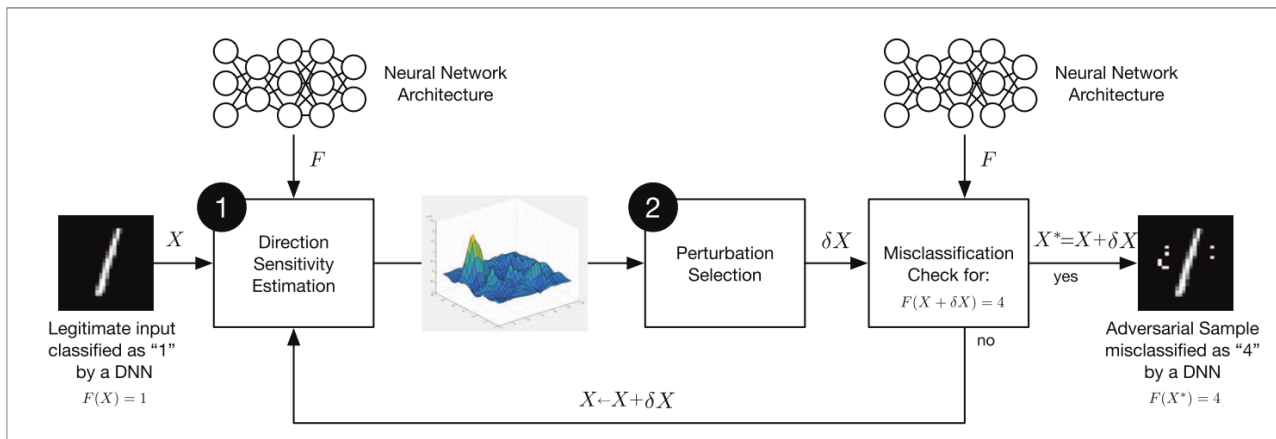 Neural Network
Architecture
Neural Network
Architecture
F
F
1
2
X
Direction
Sensitivity
Estimation
Perturbation
Selection
δX
Misclassification
Check for:
F(X + δX) = 4
X*=X+δX
yes
no
Legitimate input
classified as “1”
by a DNN
F(X) = 1
Adversarial Sample
misclassified as “4”
by a DNN
F(X*) = 4
X←X+δX